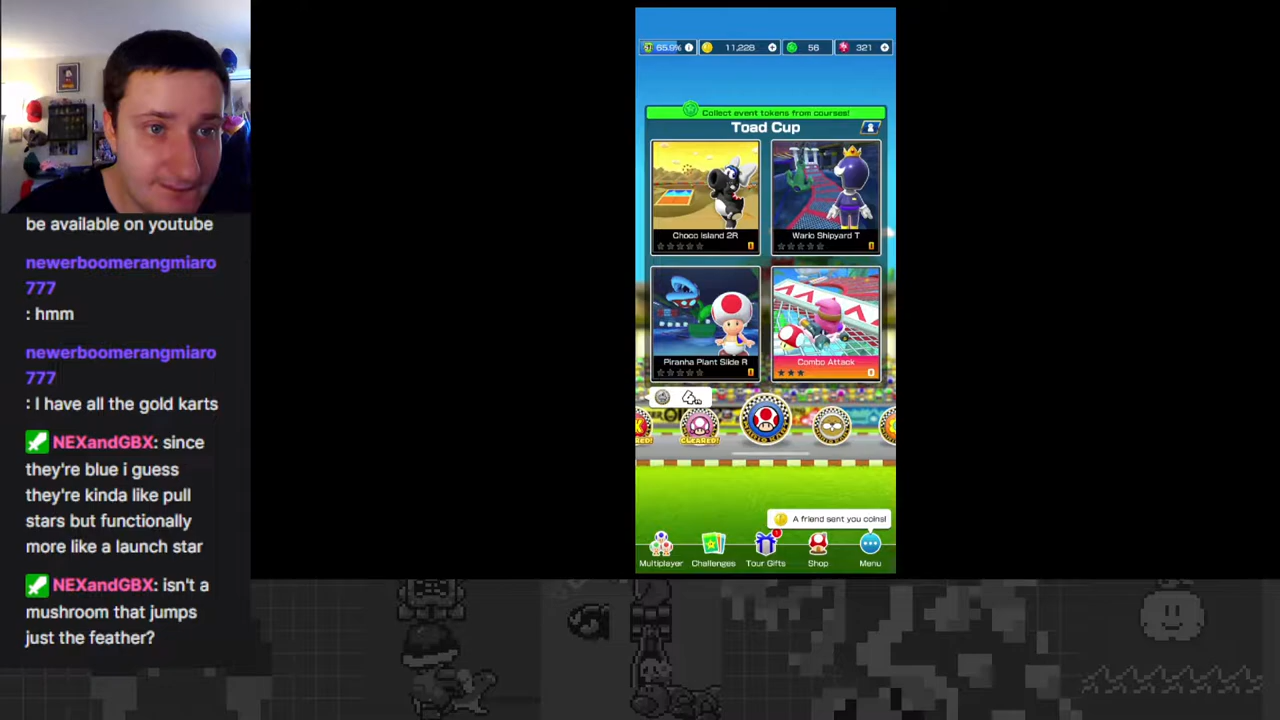 be available on youtube
newerboomerangmiaro
777
: hmm
newerboomerangmiaro
777
: I have all the gold karts
NEXandGBX: since
they're blue i guess
they're kinda like pull
stars but functionally
more like a launch star
NEXandGBX: isn't a
mushroom that jumps
just the feather?
65.9% 11,228 56 321
Collect event tokens from courses!
Toad Cup
Choco Island 2R
Wario Shipyard T
Piranha Plant Slide R
Combo Attack
CLEARED!
A friend sent you coins!
Multiplayer
Challenges
Tour Gifts
Shop
Menu